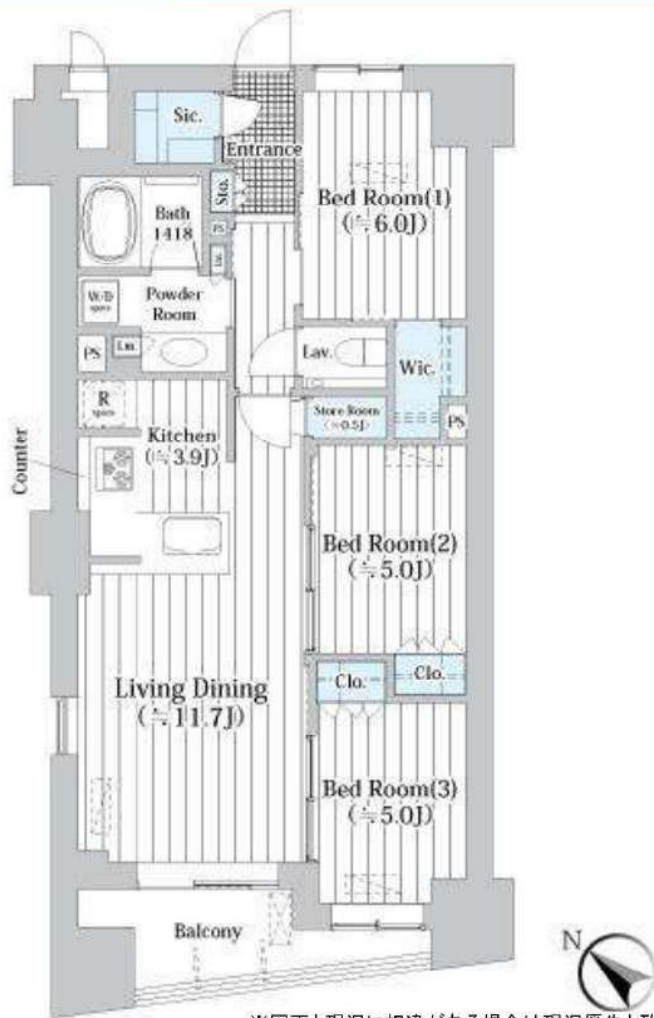 Sic.
Entrance
Sto.
Bed Room(1)
(≒6.0J)
Bath
1418
PS
Lin.
W/D
space
Powder
Room
PS
Lin.
Lav.
Wic.
Store Room
(≒0.5J)
PS
R
space
Kitchen
(≒3.9J)
Counter
Bed Room(2)
(≒5.0J)
Living Dining
(≒11.7J)
Clo.
Clo.
Bed Room(3)
(≒5.0J)
Balcony
N